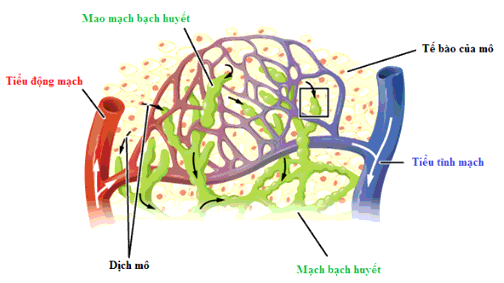 Mao mạch bạch huyết
Tế bào của mô
Tiểu động mạch
Tiểu tĩnh mạch
Dịch mô
Mạch bạch huyết